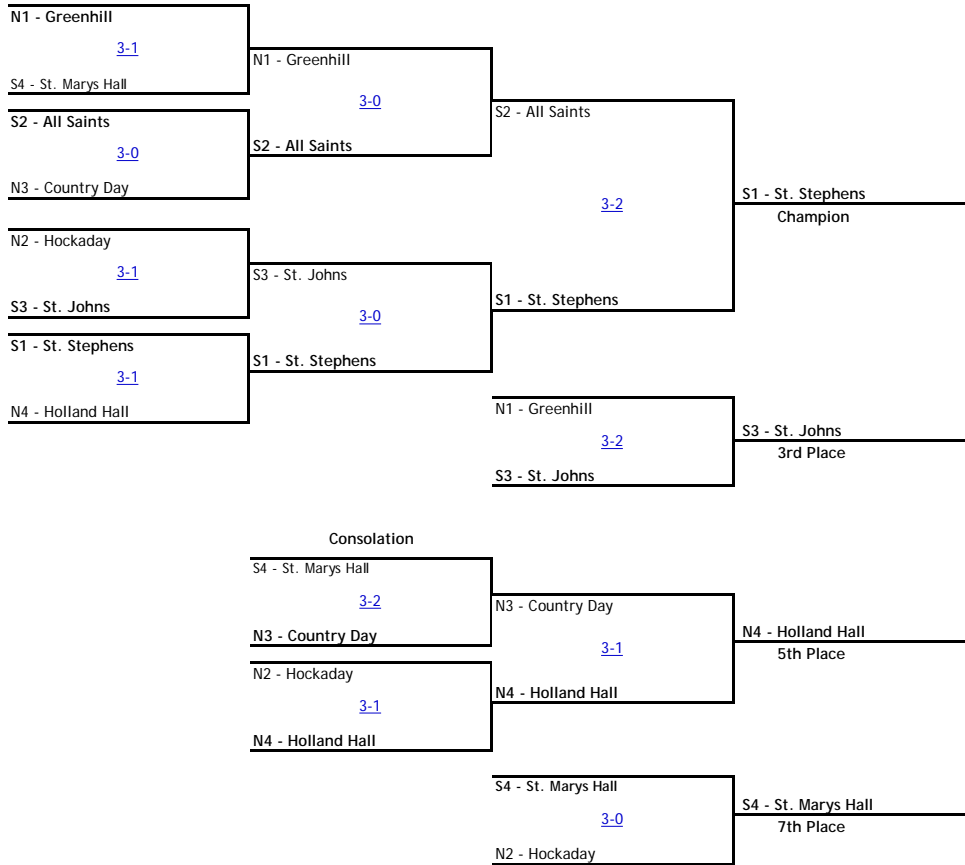 N1 - Greenhill
3-1
S4 - St. Marys Hall
S2 - All Saints
3-0
N3 - Country Day
N2 - Hockaday
3-1
S3 - St. Johns
S1 - St. Stephens
3-1
N4 - Holland Hall
N1 - Greenhill
3-0
S2 - All Saints
S3 - St. Johns
3-0
S1 - St. Stephens
S2 - All Saints
3-2
S1 - St. Stephens
S1 - St. Stephens
Champion
N1 - Greenhill
3-2
S3 - St. Johns
S3 - St. Johns
3rd Place
Consolation
S4 - St. Marys Hall
3-2
N3 - Country Day
N2 - Hockaday
3-1
N4 - Holland Hall
N3 - Country Day
3-1
N4 - Holland Hall
N4 - Holland Hall
5th Place
S4 - St. Marys Hall
3-0
N2 - Hockaday
S4 - St. Marys Hall
7th Place